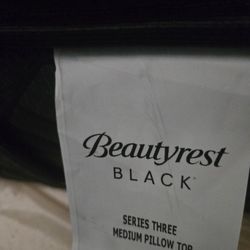 Beautyrest
BLACK
SERIES THREE
MEDIUM PILLOW TOP